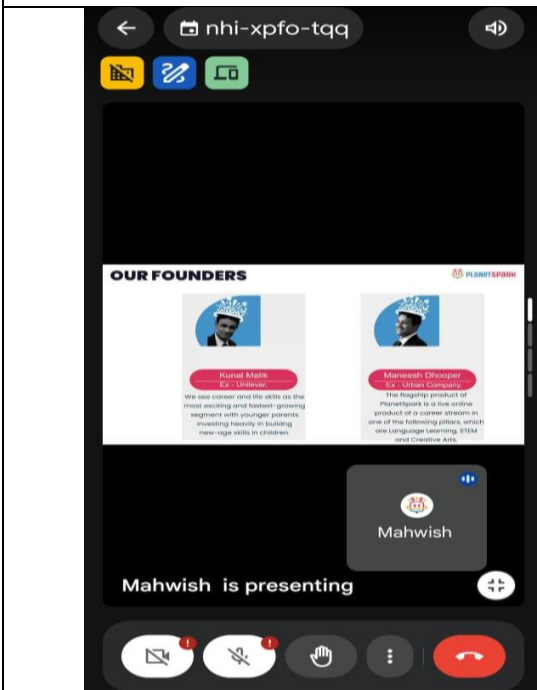 nhi-xpfo-tqq
OUR FOUNDERS
PLANETSPARK
Kunal Malik
Ex - Unilever,
We see career and life skills as the
most exciting and fastest-growing
segment with younger parents
investing heavily in building
new-age skills in children.
Maneesh Dhooper
Ex - Urban Company,
The flagship product of
PlanetSpark is a live online
product of a career stream in
one of the following pillars, which
are Language Learning, STEM
and Creative Arts.
Mahwish
Mahwish is presenting